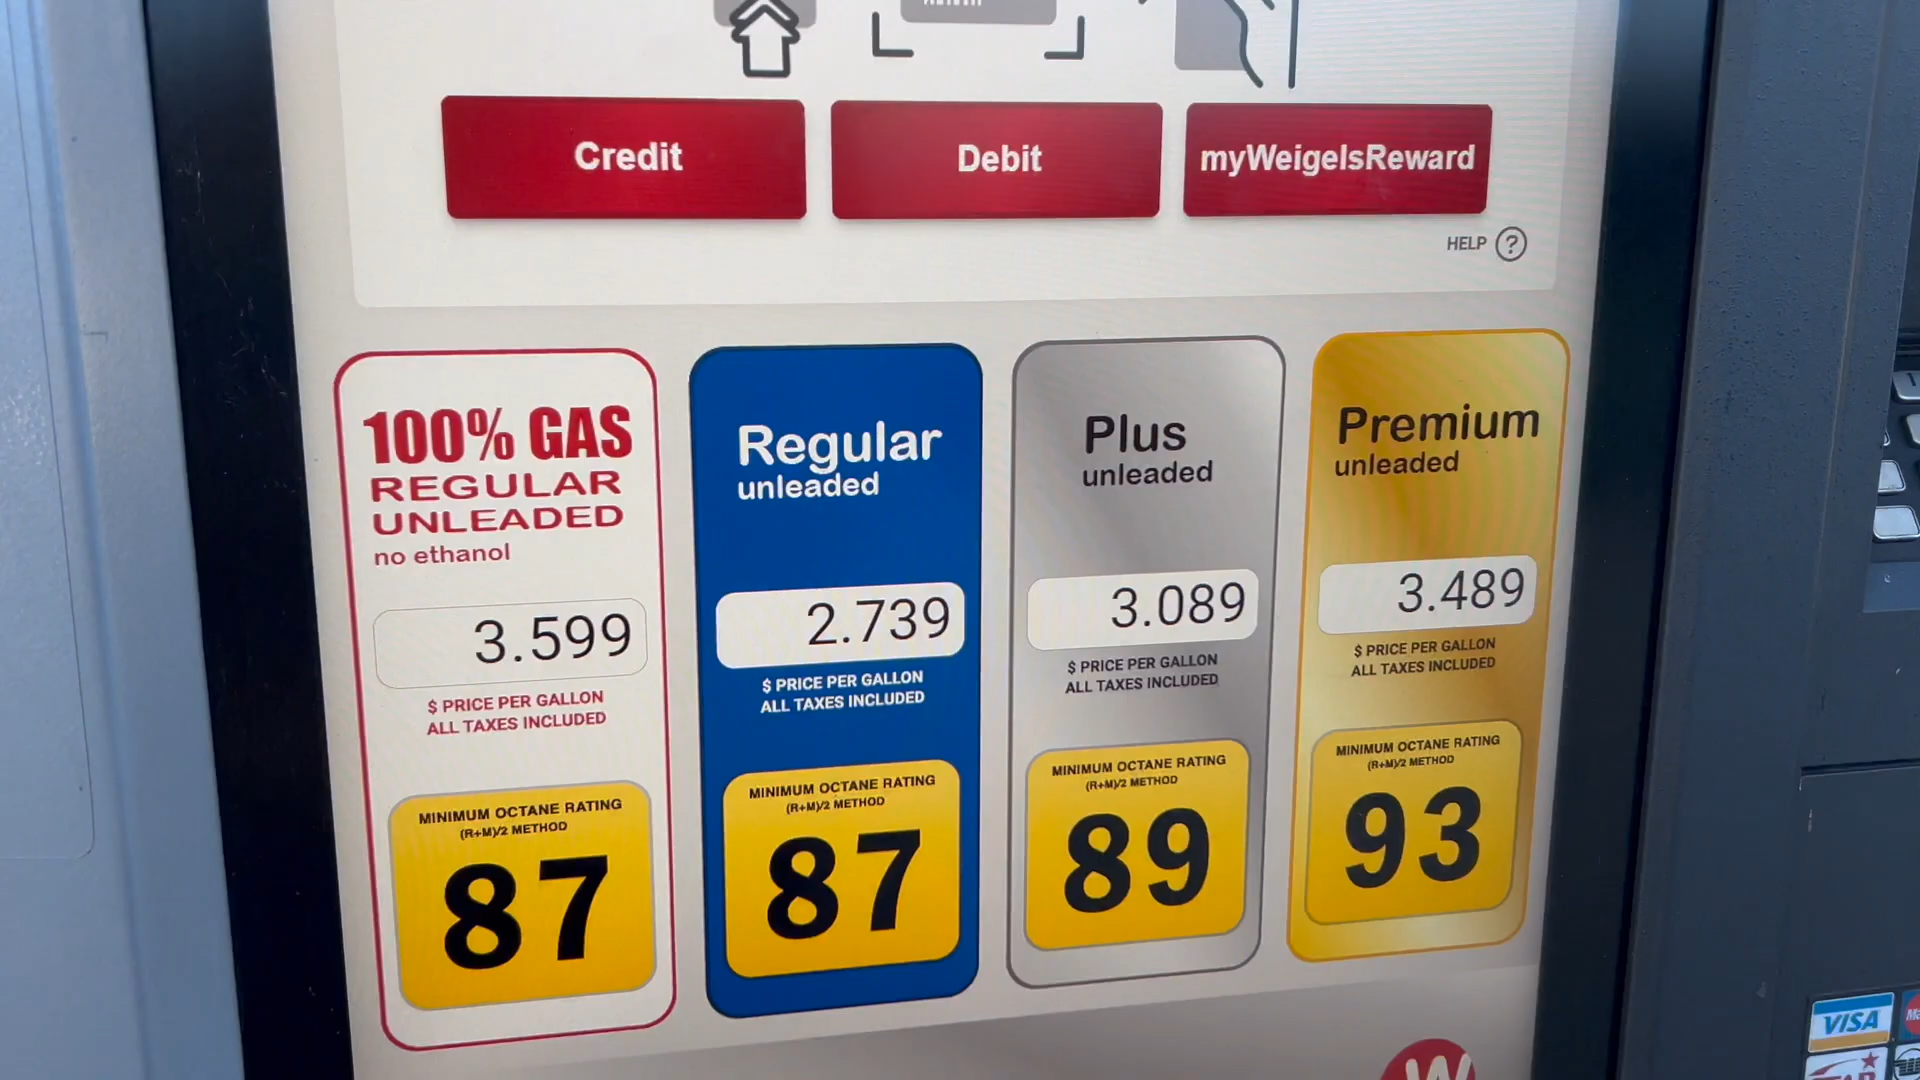 Credit
Debit
myWeigelsReward
HELP ?
100% GAS
REGULAR
UNLEADED
no ethanol
3.599
$ PRICE PER GALLON
ALL TAXES INCLUDED
MINIMUM OCTANE RATING
(R+M)/2 METHOD
87
Regular
unleaded
2.739
$ PRICE PER GALLON
ALL TAXES INCLUDED
MINIMUM OCTANE RATING
(R+M)/2 METHOD
87
Plus
unleaded
3.089
$ PRICE PER GALLON
ALL TAXES INCLUDED
MINIMUM OCTANE RATING
(R+M)/2 METHOD
89
Premium
unleaded
3.489
$ PRICE PER GALLON
ALL TAXES INCLUDED
MINIMUM OCTANE RATING
(R+M)/2 METHOD
93
W
VISA